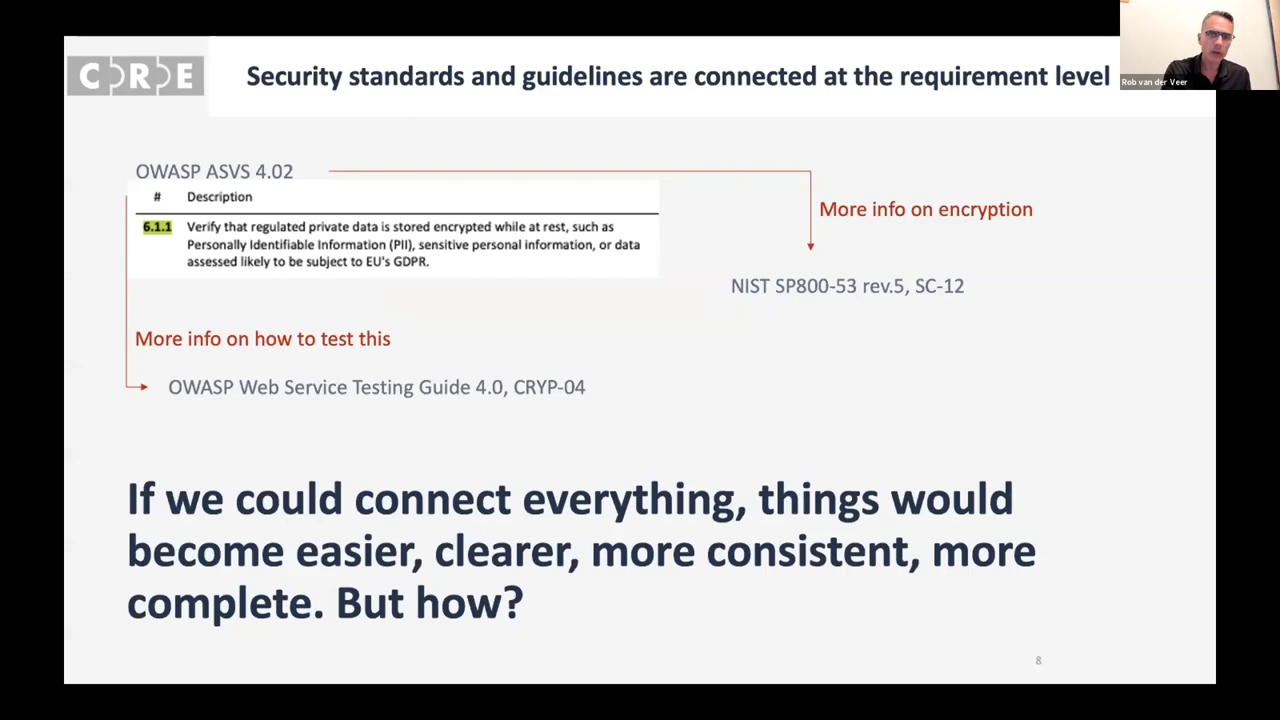 CRE
Security standards and guidelines are connected at the requirement level
Rob van der Veer
OWASP ASVS 4.02
# Description
6.1.1 Verify that regulated private data is stored encrypted while at rest, such as
Personally Identifiable Information (PII), sensitive personal information, or data
assessed likely to be subject to EU's GDPR.
More info on encryption
NIST SP800-53 rev.5, SC-12
More info on how to test this
OWASP Web Service Testing Guide 4.0, CRYP-04
If we could connect everything, things would
become easier, clearer, more consistent, more
complete. But how?
8